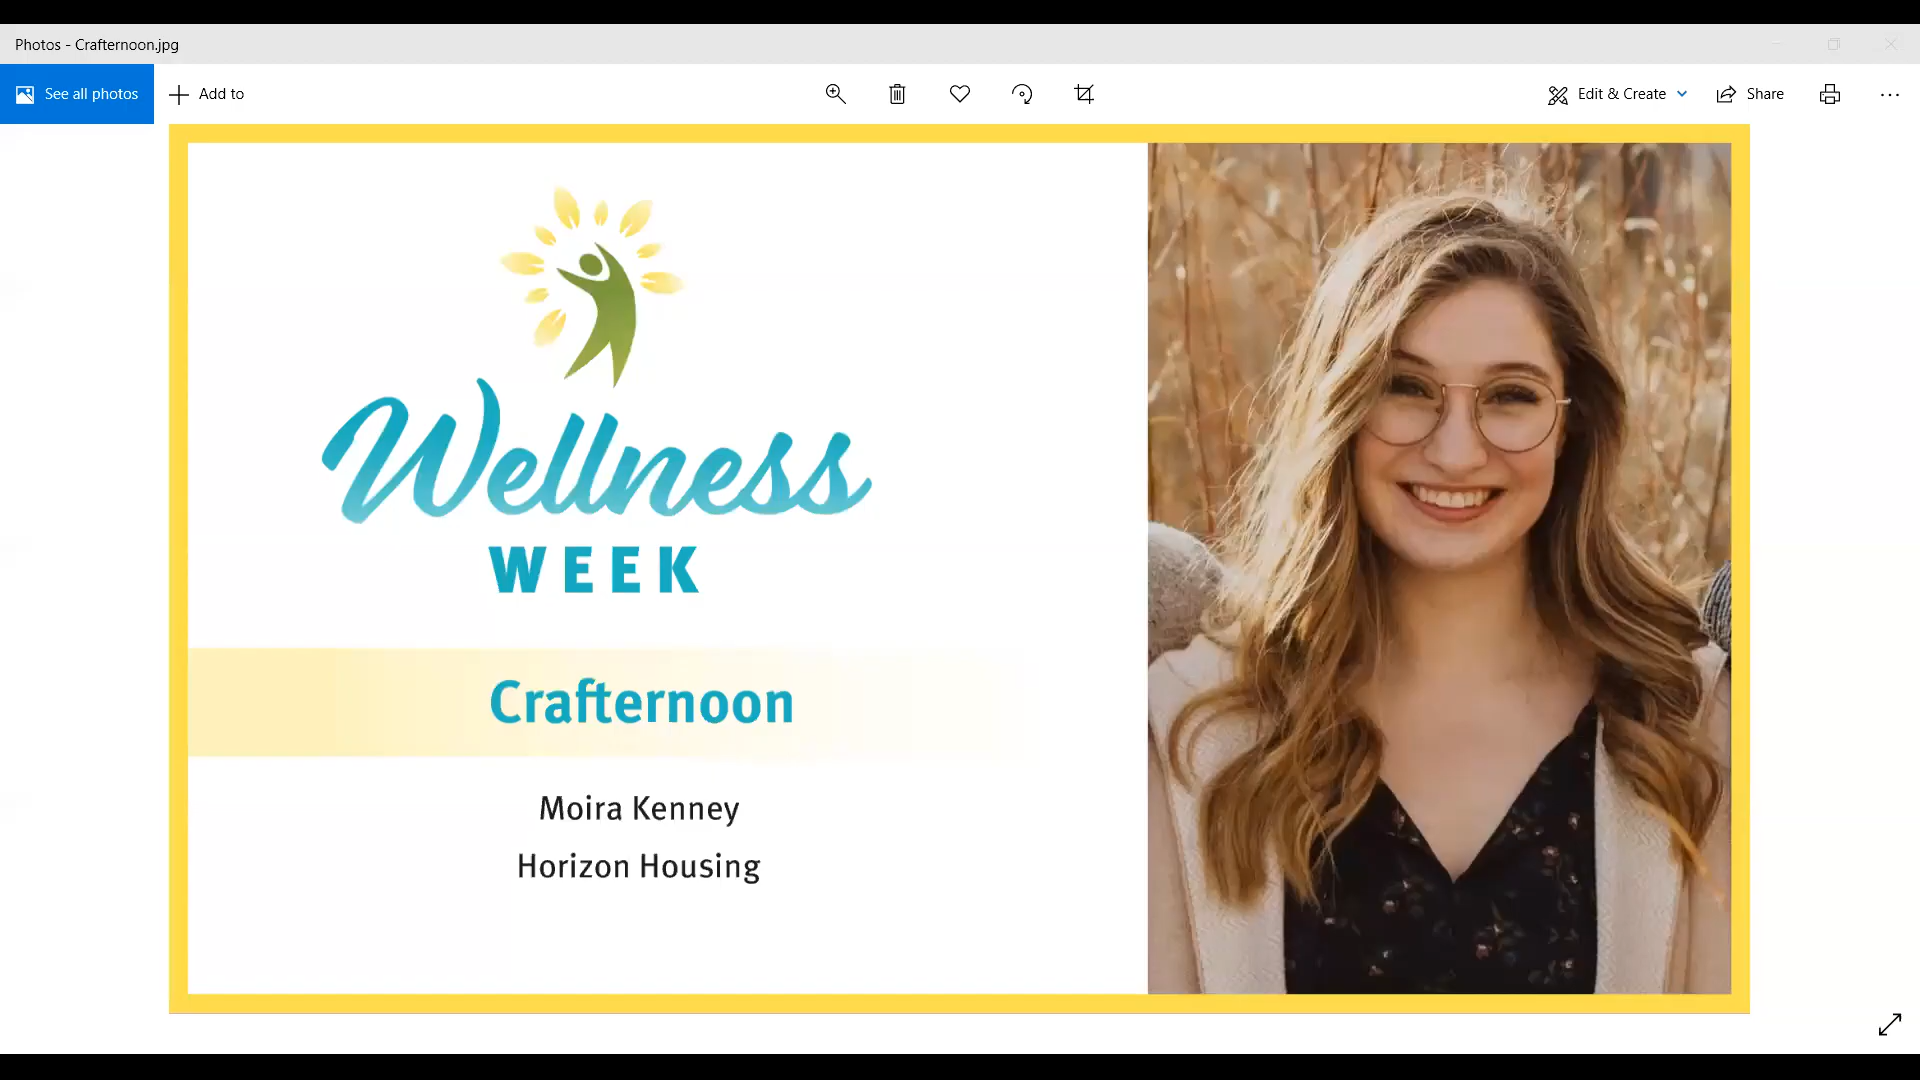 Photos - Crafternoon.jpg
See all photos
Add to
Edit & Create
Share
Wellness
WEEK
Crafternoon
Moira Kenney
Horizon Housing